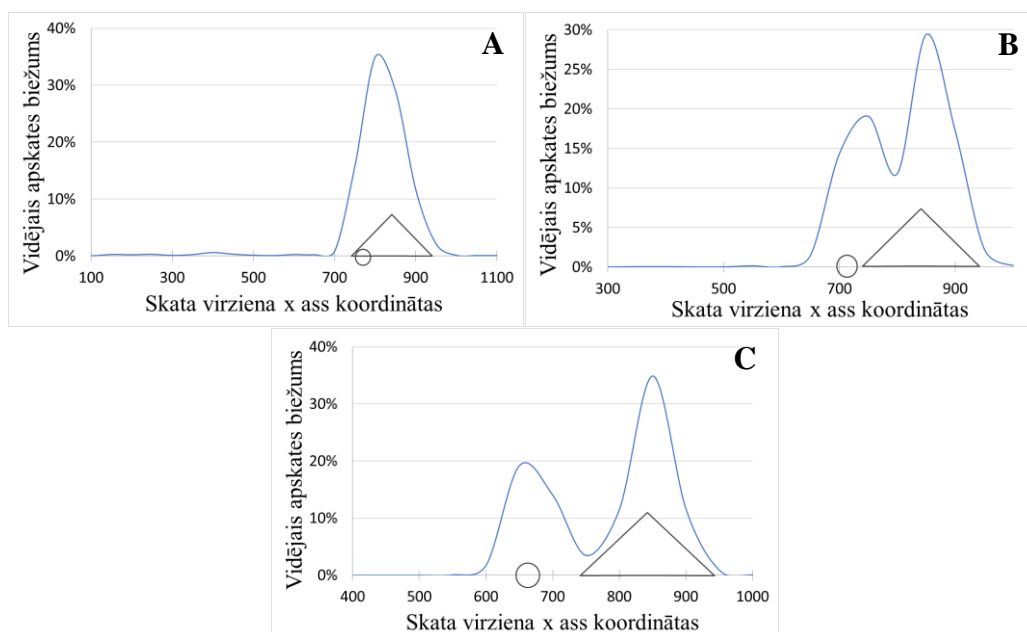 A
Vidējais apskates biežums
40%
30%
20%
10%
0%
100 300 500 700 900 1100
Skata virziena x ass koordinātas
B
Vidējais apskates biežums
30%
25%
20%
15%
10%
5%
0%
300 500 700 900
Skata virziena x ass koordinātas
C
Vidējais apskates biežums
40%
30%
20%
10%
0%
400 500 600 700 800 900 1000
Skata virziena x ass koordinātas